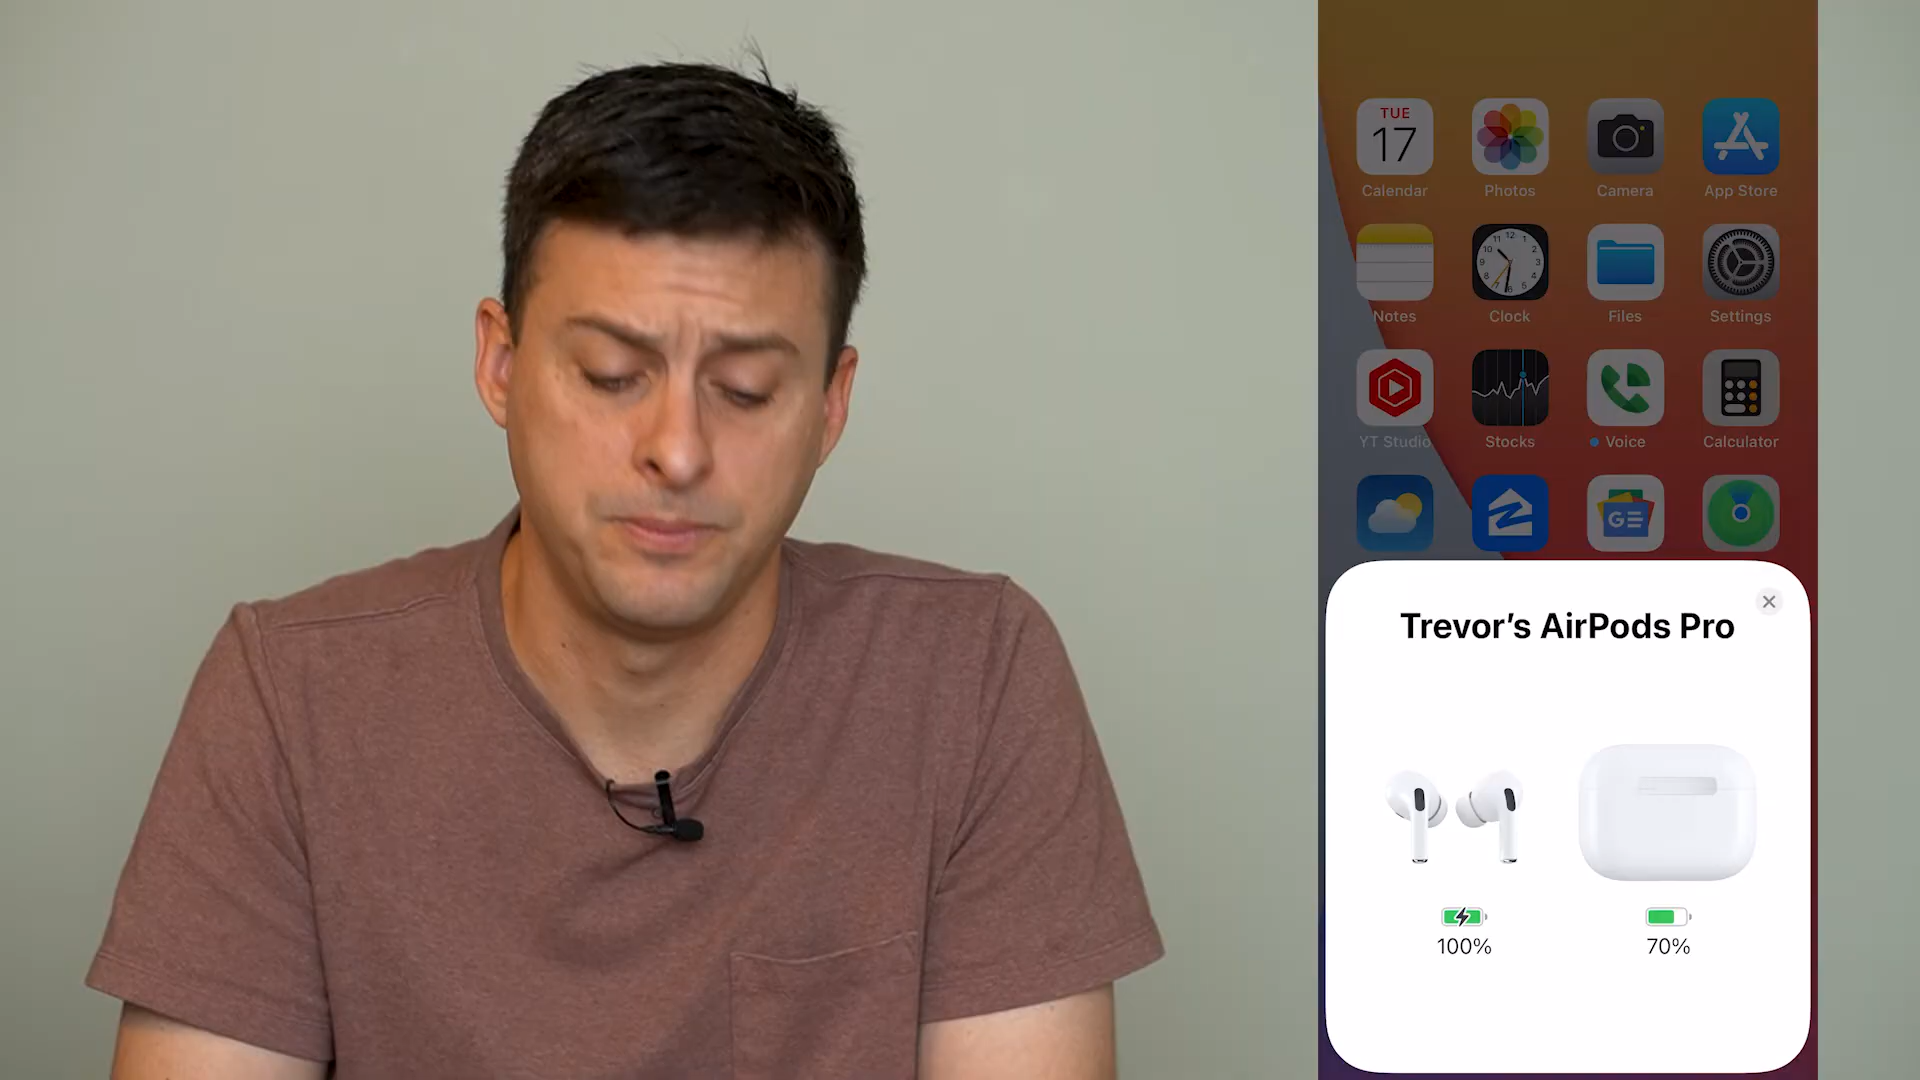 TUE
17
Calendar Photos Camera App Store
Notes Clock Files Settings
YT Studio Stocks Voice Calculator
GE
Trevor's AirPods Pro
100% 70%